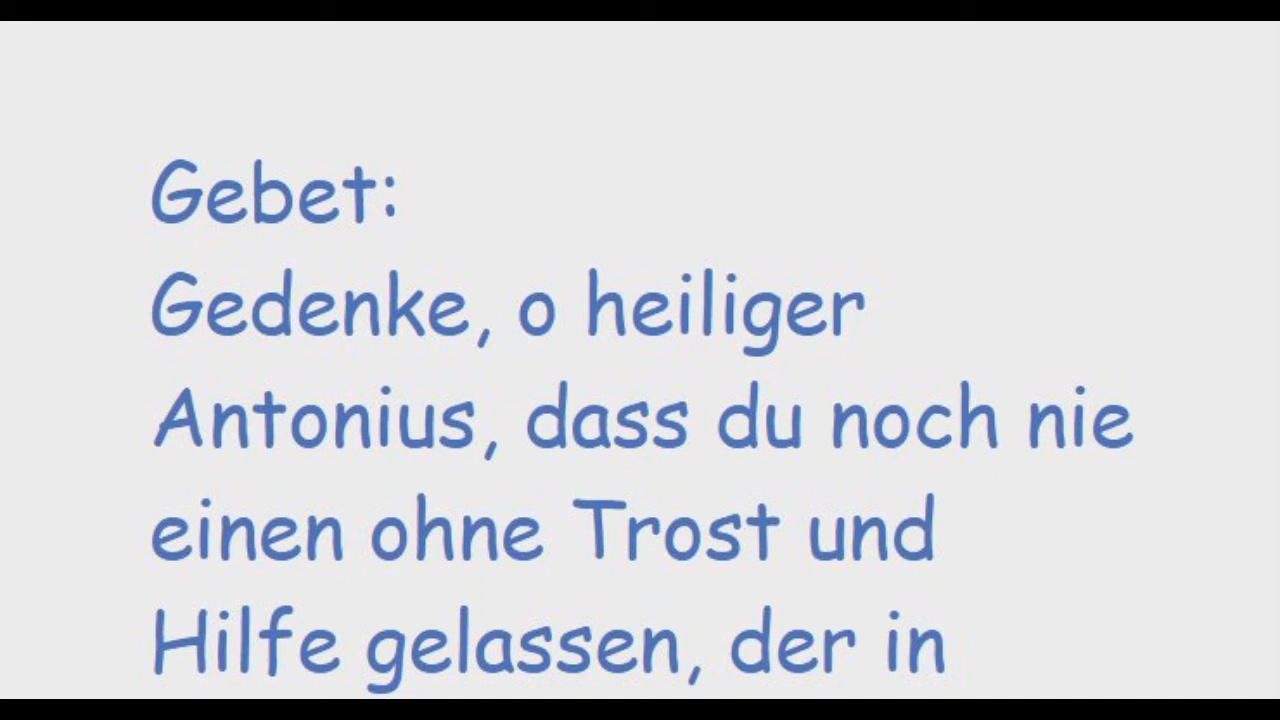 Gebet:
Gedenke, o heiliger
Antonius, dass du noch nie
einen ohne Trost und
Hilfe gelassen, der in